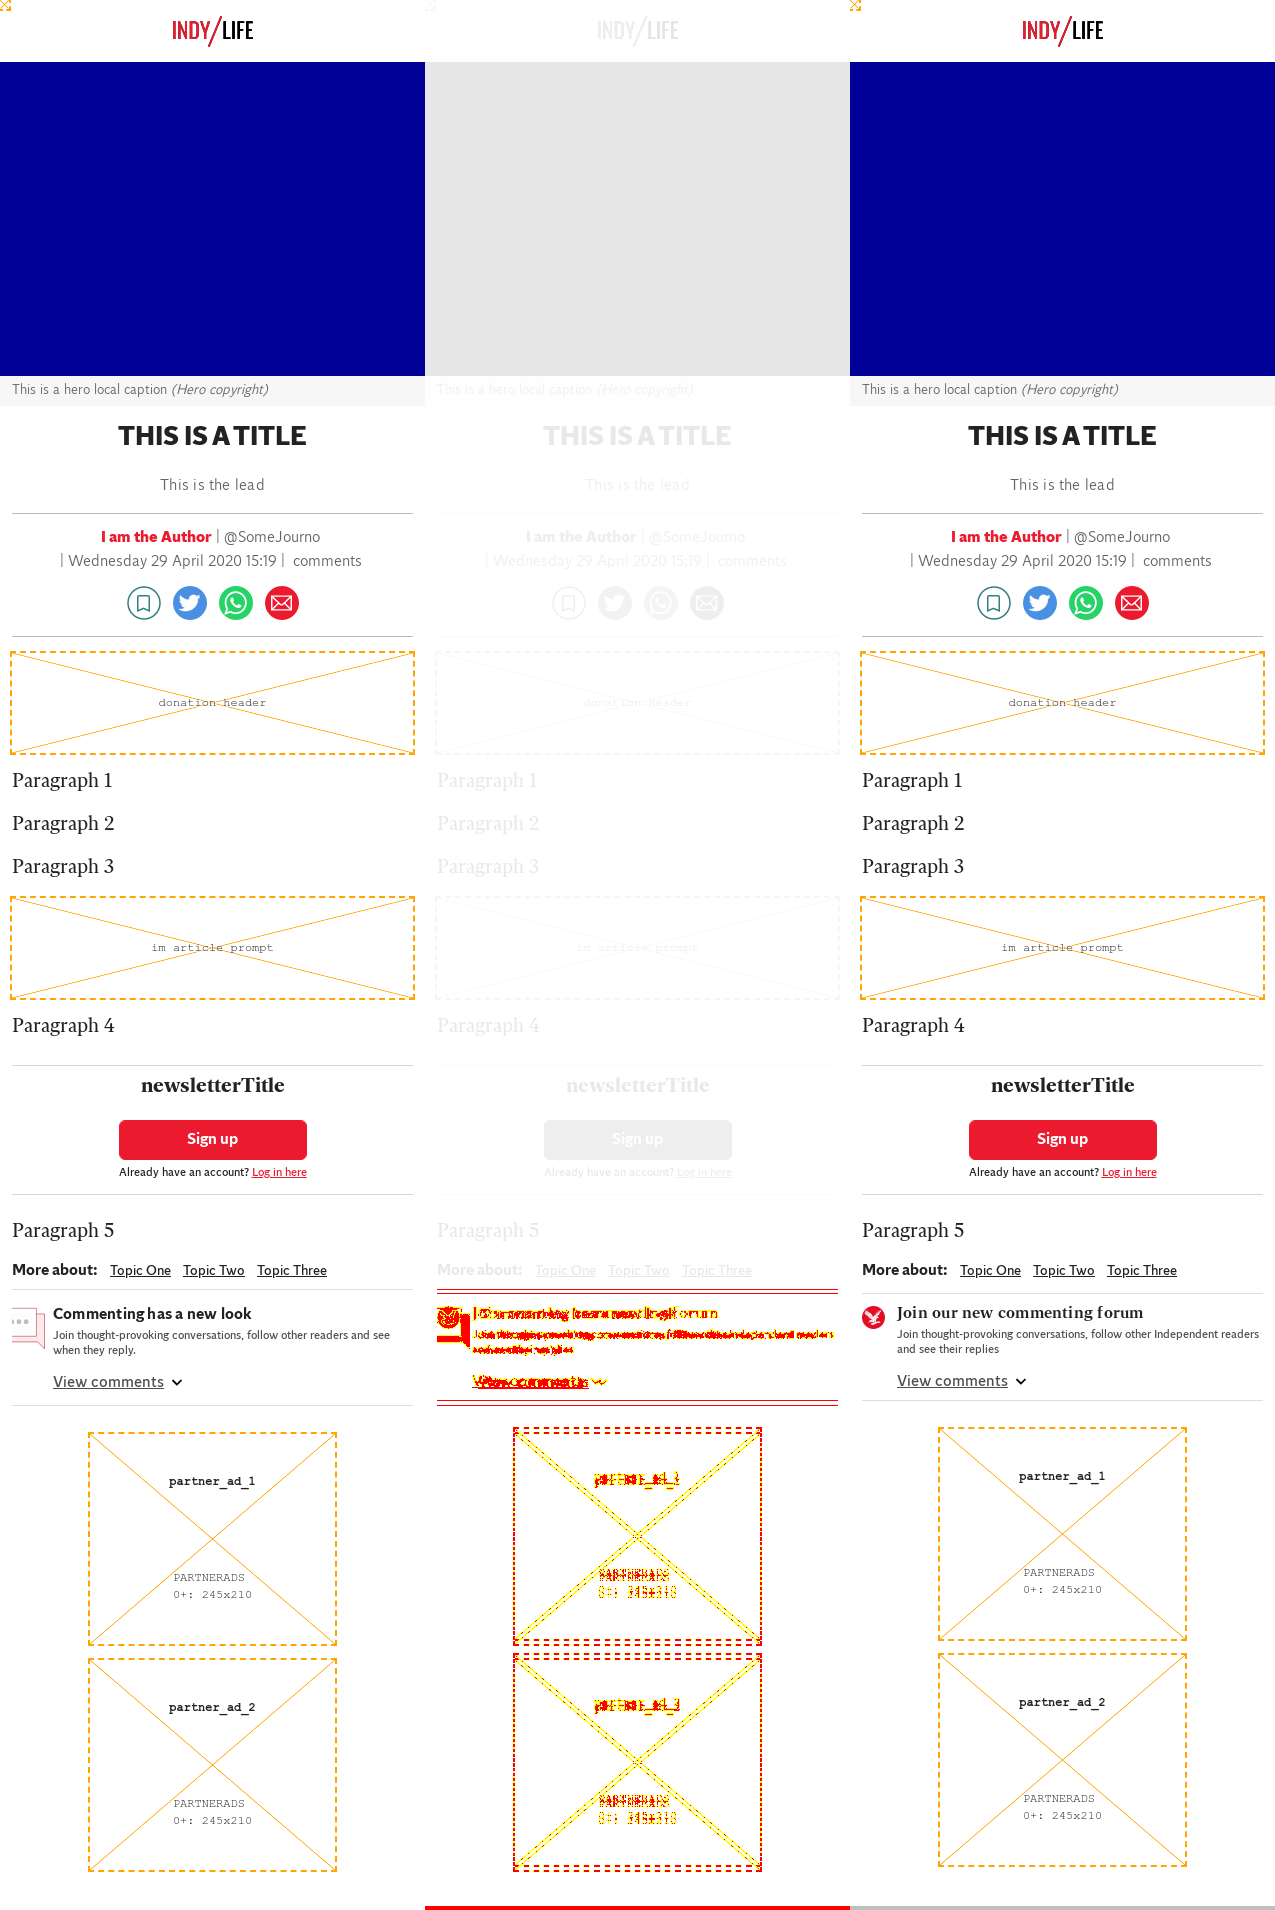 INDY/LIFE
This is a hero local caption (Hero copyright)
THIS IS A TITLE
This is the lead
I am the Author | @SomeJourno
| Wednesday 29 April 2020 15:19 | comments
donation header
Paragraph 1
Paragraph 2
Paragraph 3
im article prompt
Paragraph 4
newsletterTitle
Sign up
Already have an account? Log in here
Paragraph 5
More about: Topic One Topic Two Topic Three
Commenting has a new look
Join thought-provoking conversations, follow other readers and see
when they reply.
View comments
partner_ad_1
PARTNERADS
0+: 245x210
partner_ad_2
PARTNERADS
0+: 245x210
INDY/LIFE
This is a hero local caption (Hero copyright)
THIS IS A TITLE
This is the lead
I am the Author | @SomeJourno
| Wednesday 29 April 2020 15:19 | comments
donation header
Paragraph 1
Paragraph 2
Paragraph 3
im article prompt
Paragraph 4
newsletterTitle
Sign up
Already have an account? Log in here
Paragraph 5
More about: Topic One Topic Two Topic Three
INDY/LIFE
This is a hero local caption (Hero copyright)
THIS IS A TITLE
This is the lead
I am the Author | @SomeJourno
| Wednesday 29 April 2020 15:19 | comments
donation header
Paragraph 1
Paragraph 2
Paragraph 3
im article prompt
Paragraph 4
newsletterTitle
Sign up
Already have an account? Log in here
Paragraph 5
More about: Topic One Topic Two Topic Three
Join our new commenting forum
Join thought-provoking conversations, follow other Independent readers
and see their replies
View comments
partner_ad_1
PARTNERADS
0+: 245x210
partner_ad_2
PARTNERADS
0+: 245x210